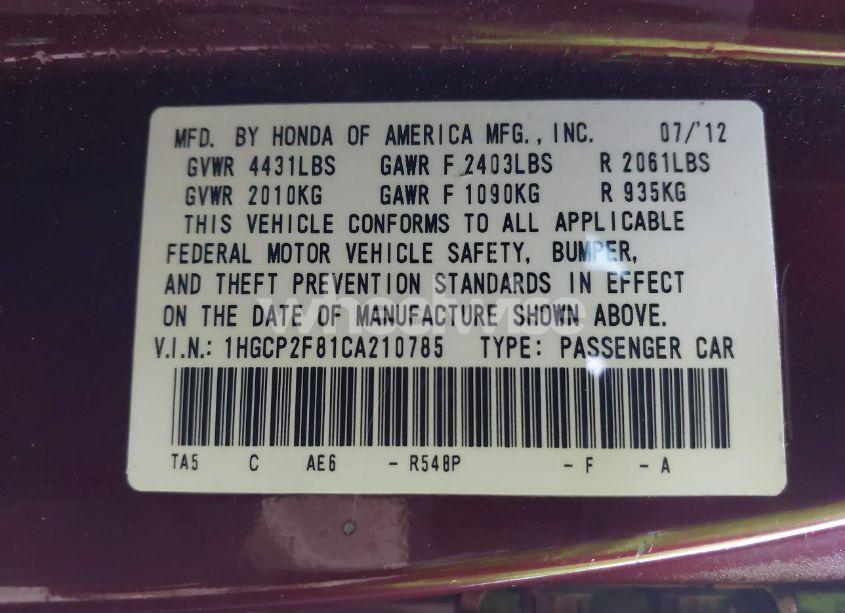 MFD. BY HONDA OF AMERICA MFG., INC. 07/'12
GVWR 4431LBS GAWR F 2403LBS R 2061LBS
GVWR 2010KG GAWR F 1090KG R 935KG
THIS VEHICLE CONFORMS TO ALL APPLICABLE
FEDERAL MOTOR VEHICLE SAFETY, BUMPER,
AND THEFT PREVENTION STANDARDS IN EFFECT
ON THE DATE OF MANUFACTURE SHOWN ABOVE.
wheelwise
V.I.N.: 1HGCP2F81CA210785 TYPE: PASSENGER CAR
TA5 C AE6 - R548P - F - A